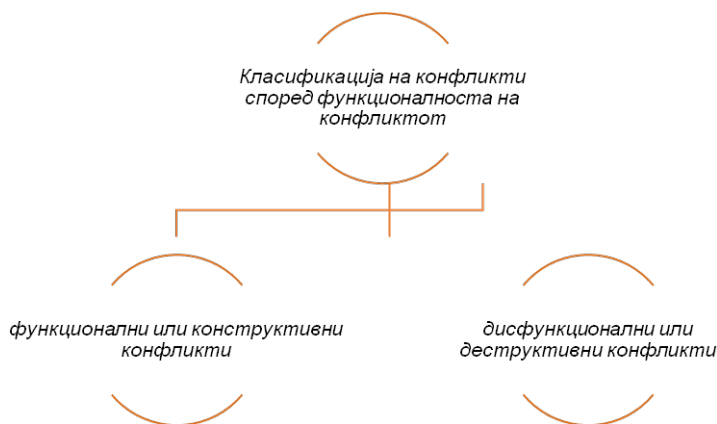 Класификација на конфликти
според функционалноста на
конфликтот
функционални или конструктивни
конфликти
дисфункционални или
деструктивни конфликти